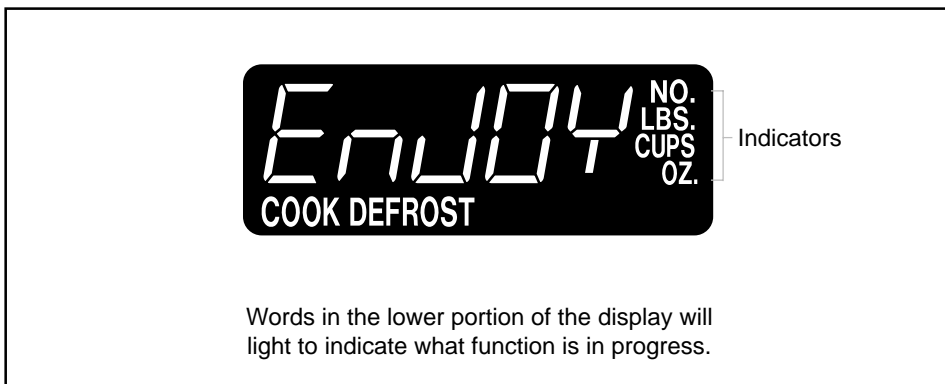 EnJOY
NO.
LBS.
CUPS
OZ.
Indicators
COOK DEFROST
Words in the lower portion of the display will
light to indicate what function is in progress.